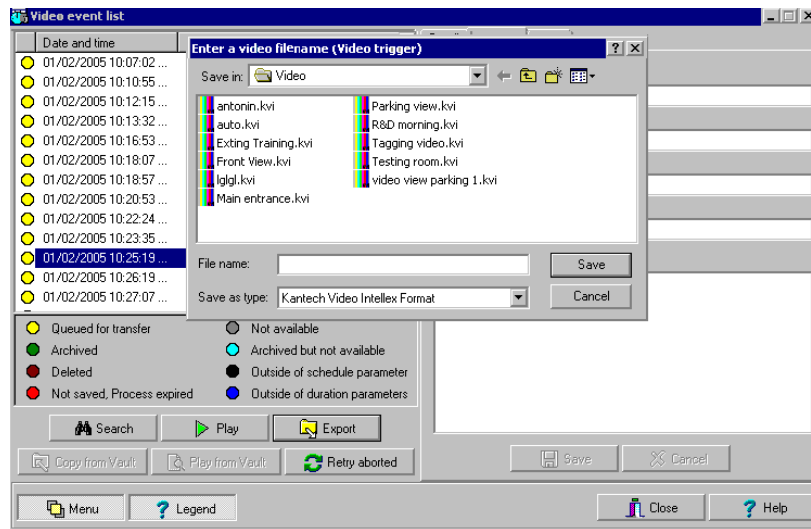 Video event list
Date and time
Enter a video filename (Video trigger)
Save in: Video
01/02/2005 10:07:02 ...
01/02/2005 10:10:55 ...
01/02/2005 10:12:15 ...
01/02/2005 10:13:32 ...
01/02/2005 10:16:53 ...
01/02/2005 10:18:07 ...
01/02/2005 10:18:57 ...
01/02/2005 10:20:53 ...
01/02/2005 10:22:24 ...
01/02/2005 10:23:35 ...
01/02/2005 10:25:19 ...
01/02/2005 10:26:19 ...
01/02/2005 10:27:07 ...
antonin.kvi
auto.kvi
Exting Training.kvi
Front View.kvi
lglgl.kvi
Main entrance.kvi
Parking view.kvi
R&D morning.kvi
Tagging video.kvi
Testing room.kvi
video view parking 1.kvi
File name:
Save
Save as type: Kantech Video Intellex Format
Cancel
Queued for transfer
Not available
Archived
Archived but not available
Deleted
Outside of schedule parameter
Not saved, Process expired
Outside of duration parameters
Search
Play
Export
Copy from Vault
Play from Vault
Retry aborted
Save
Cancel
Menu
Legend
Close
Help